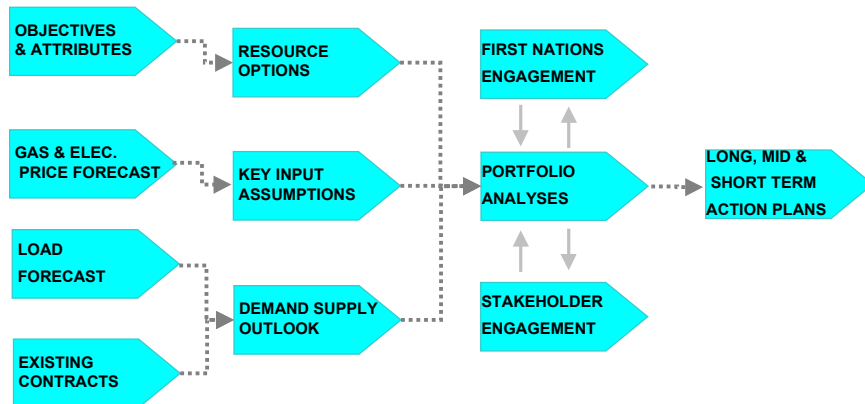 OBJECTIVES
& ATTRIBUTES
RESOURCE
OPTIONS
FIRST NATIONS
ENGAGEMENT
GAS & ELEC.
PRICE FORECAST
KEY INPUT
ASSUMPTIONS
PORTFOLIO
ANALYSES
LONG, MID &
SHORT TERM
ACTION PLANS
LOAD
FORECAST
DEMAND SUPPLY
OUTLOOK
STAKEHOLDER
ENGAGEMENT
EXISTING
CONTRACTS